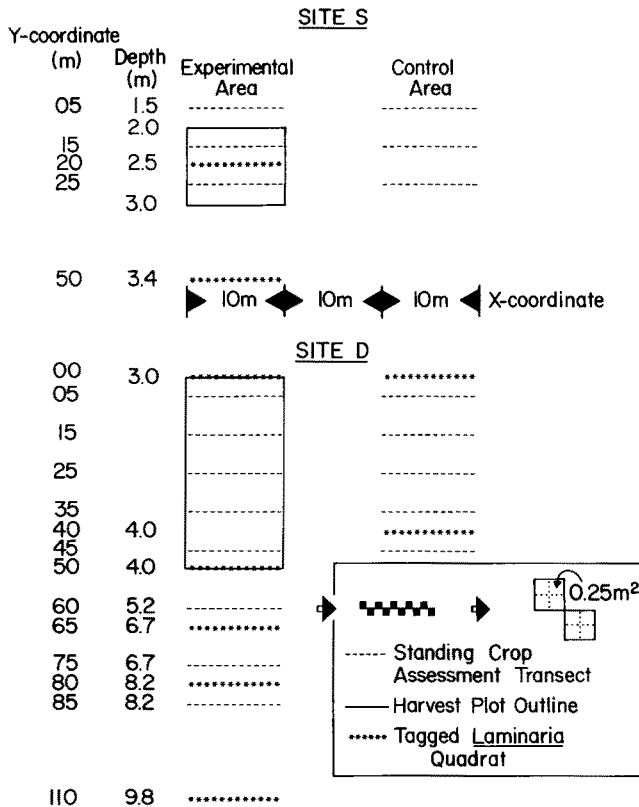 SITE S
Y-coordinate
(m)
Depth
(m)
Experimental
Area
Control
Area
05 1.5
2.0
15
20 2.5
25
3.0
50 3.4
10m 10m 10m X-coordinate
SITE D
00 3.0
05
15
25
35
40 4.0
45
50 4.0
60 5.2
65 6.7
75 6.7
80 8.2
85 8.2
110 9.8
0.25m²
Standing Crop
Assessment Transect
Harvest Plot Outline
Tagged Laminaria
Quadrat